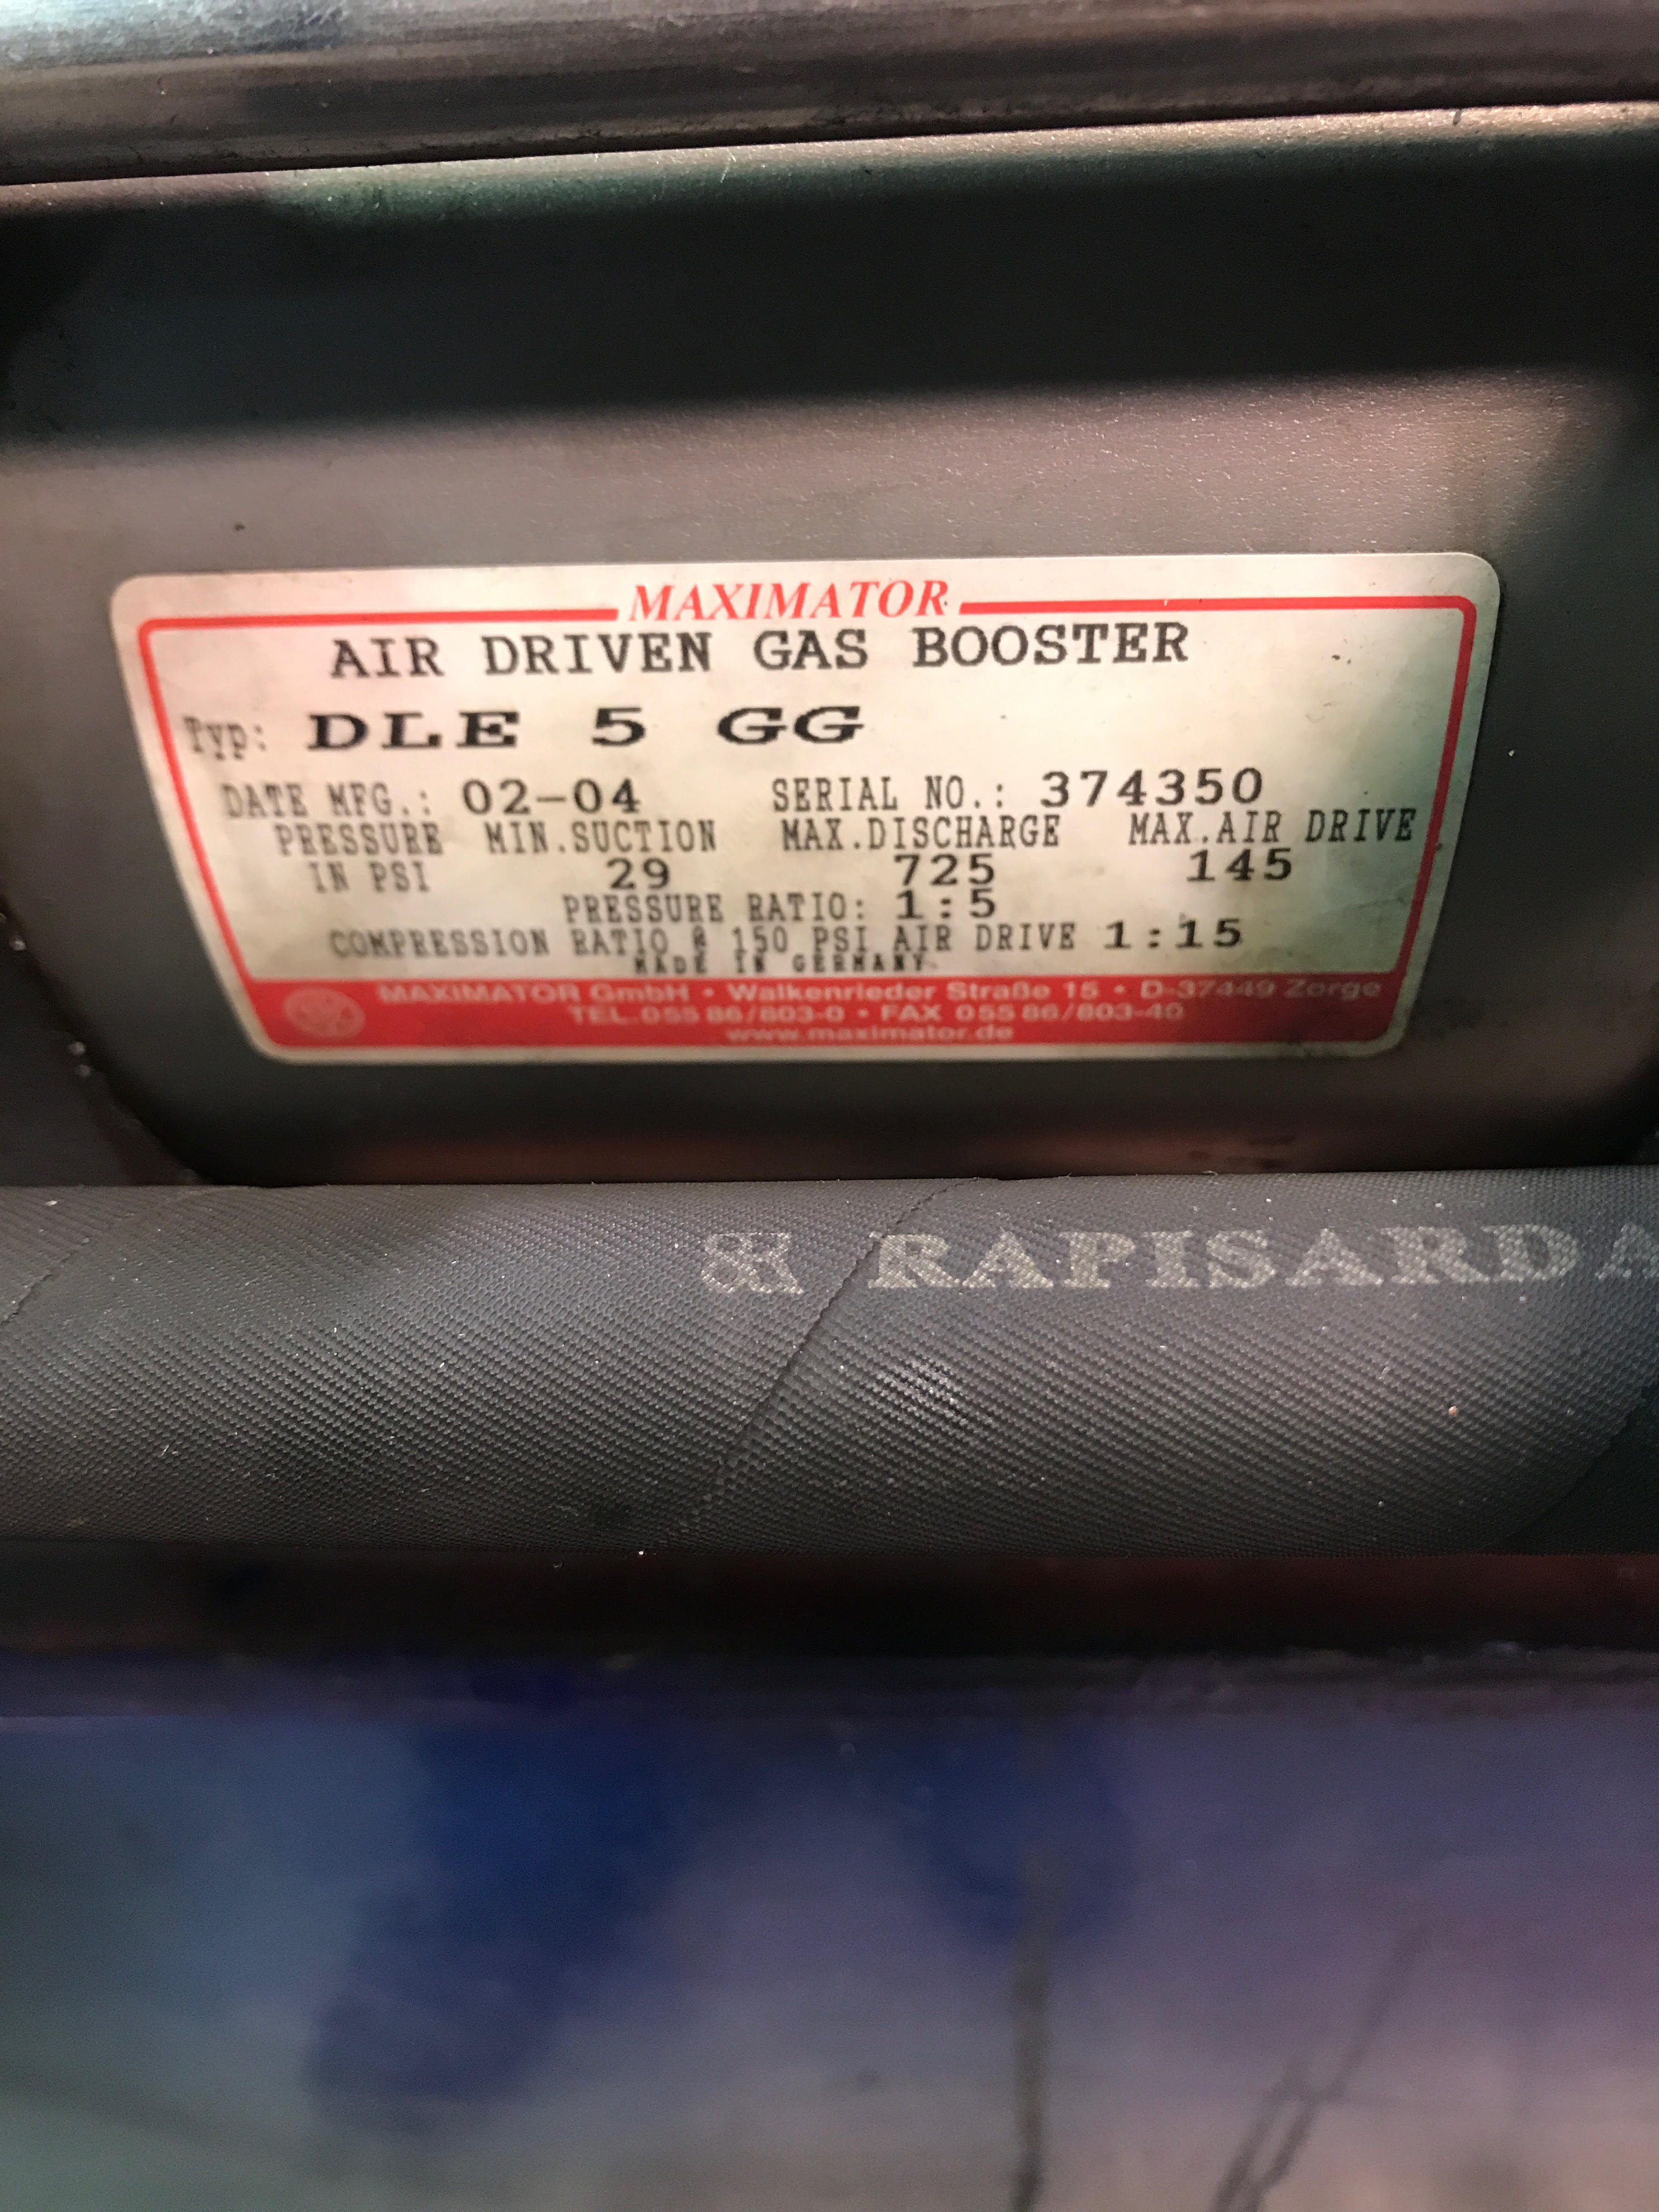 MAXIMATOR
AIR DRIVEN GAS BOOSTER
Typ: DLE 5 GG
DATE MFG.: 02-04 SERIAL NO.: 374350
PRESSURE MIN.SUCTION MAX.DISCHARGE MAX.AIR DRIVE
IN PSI 29 725 145
PRESSURE RATIO: 1:5
COMPRESSION RATIO @ 150 PSI AIR DRIVE 1:15
MADE IN GERMANY
MAXIMATOR GmbH • Walkenrieder Straße 15 • D-37449 Zorge
TEL.055 86/803-0 • FAX 055 86/803-40
www.maximator.de
RAPISARDA